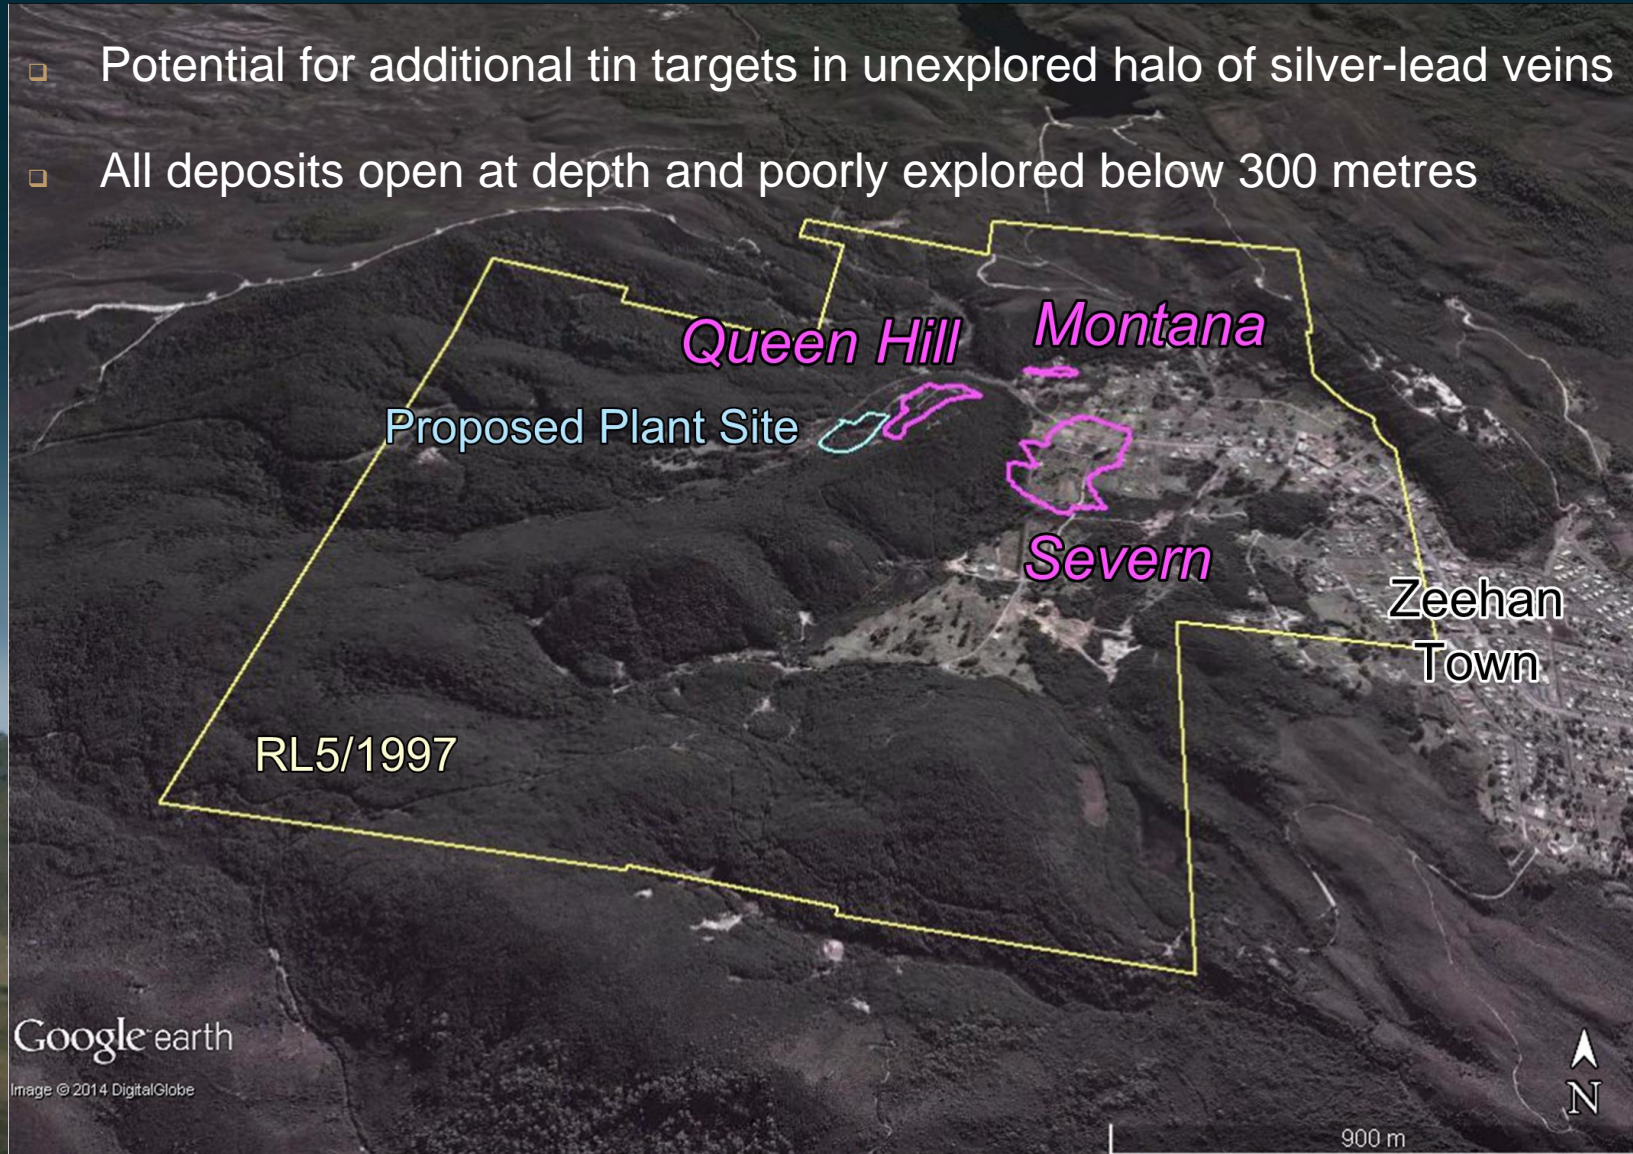 Potential for additional tin targets in unexplored halo of silver-lead veins
All deposits open at depth and poorly explored below 300 metres
Queen Hill
Montana
Proposed Plant Site
Severn
Zeehan
Town
RL5/1997
Google earth
Image © 2014 DigitalGlobe
N
900 m